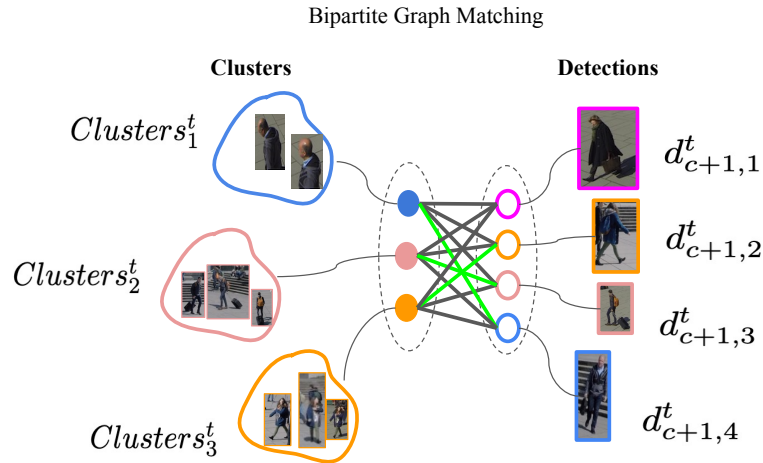 Bipartite Graph Matching
Clusters
Detections
Clusters^t_1
Clusters^t_2
Clusters^t_3
d^t_{c+1,1}
d^t_{c+1,2}
d^t_{c+1,3}
d^t_{c+1,4}